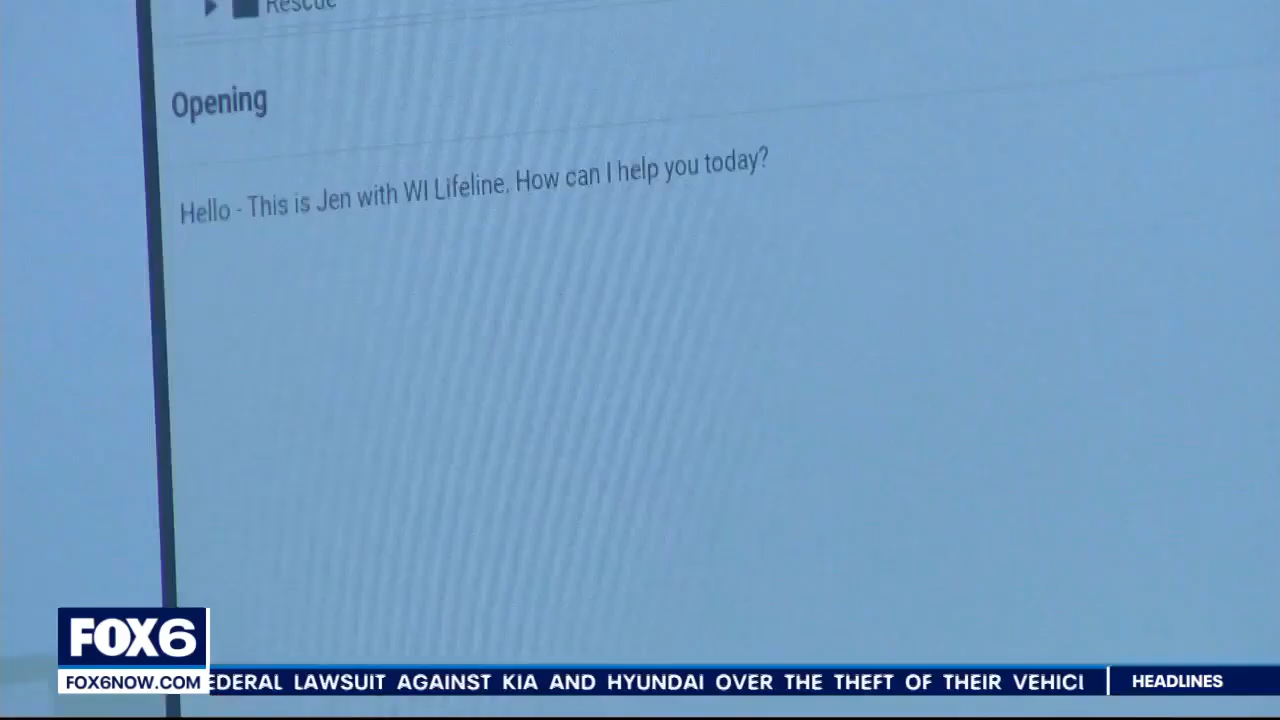 Rescue
Opening
Hello - This is Jen with WI Lifeline. How can I help you today?
FOX6
FOX6NOW.COM
EDERAL LAWSUIT AGAINST KIA AND HYUNDAI OVER THE THEFT OF THEIR VEHICL
HEADLINES